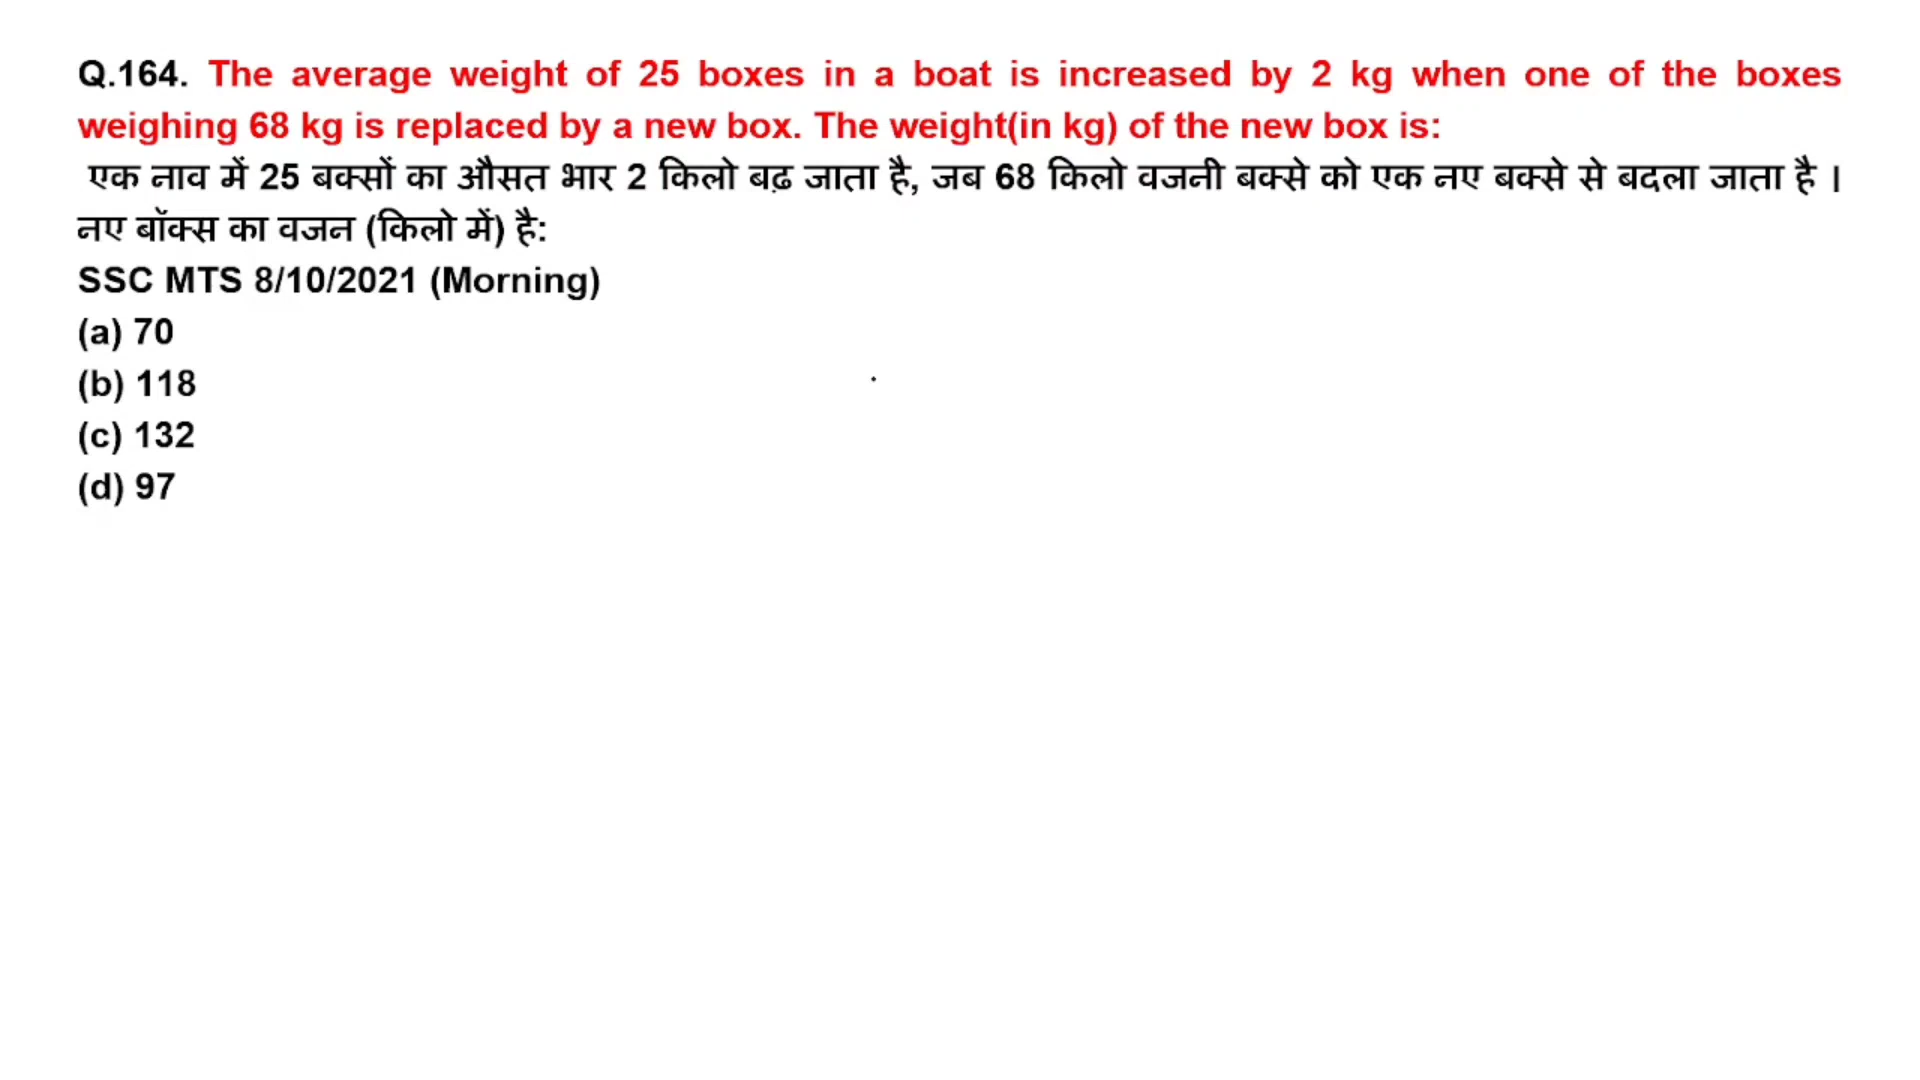 Q.164. The average weight of 25 boxes in a boat is increased by 2 kg when one of the boxes
weighing 68 kg is replaced by a new box. The weight(in kg) of the new box is:
एक नाव में 25 बक्सों का औसत भार 2 किलो बढ़ जाता है, जब 68 किलो वजनी बक्से को एक नए बक्से से बदला जाता है ।
नए बॉक्स का वजन (किलो में) है:
SSC MTS 8/10/2021 (Morning)
(a) 70
(b) 118
(c) 132
(d) 97